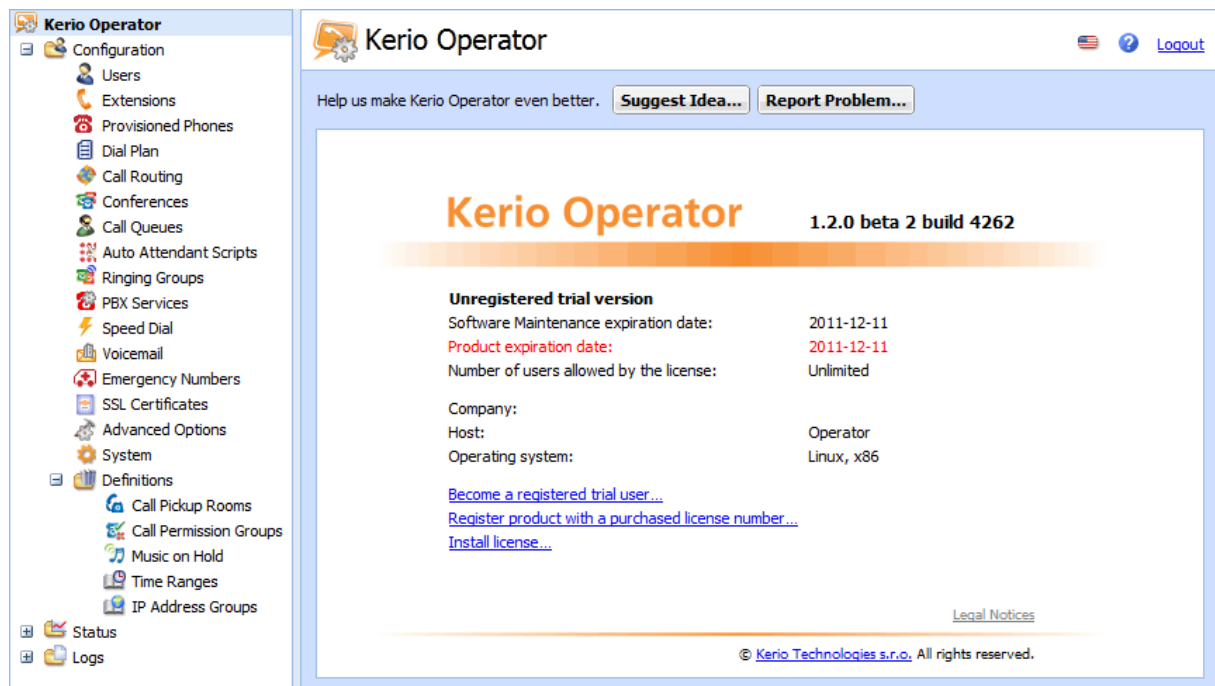 Kerio Operator
Configuration
Users
Extensions
Provisioned Phones
Dial Plan
Call Routing
Conferences
Call Queues
Auto Attendant Scripts
Ringing Groups
PBX Services
Speed Dial
Voicemail
Emergency Numbers
SSL Certificates
Advanced Options
System
Definitions
Call Pickup Rooms
Call Permission Groups
Music on Hold
Time Ranges
IP Address Groups
Status
Logs
Kerio Operator
Logout
Help us make Kerio Operator even better. Suggest Idea... Report Problem...
Kerio Operator 1.2.0 beta 2 build 4262
Unregistered trial version
Software Maintenance expiration date: 2011-12-11
Product expiration date: 2011-12-11
Number of users allowed by the license: Unlimited
Company:
Host: Operator
Operating system: Linux, x86
Become a registered trial user...
Register product with a purchased license number...
Install license...
Legal Notices
© Kerio Technologies s.r.o. All rights reserved.